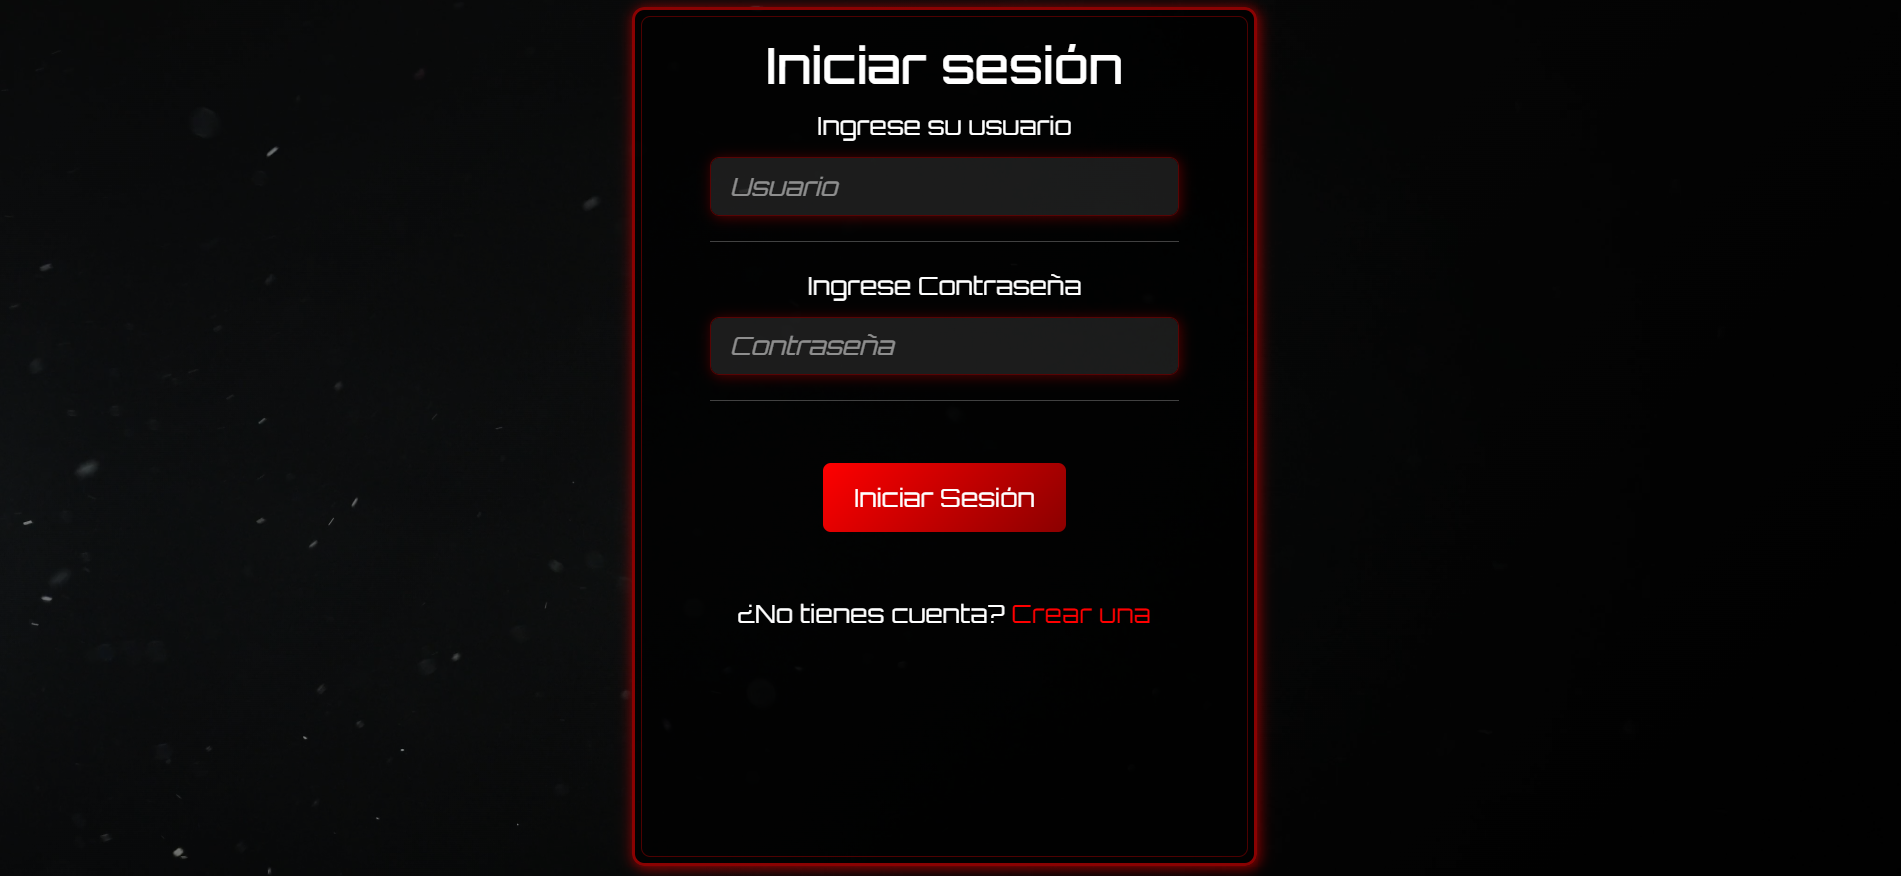 Iniciar sesión
Ingrese su usuario
Usuario
Ingrese Contraseña
Contraseña
Iniciar Sesión
¿No tienes cuenta? Crear una